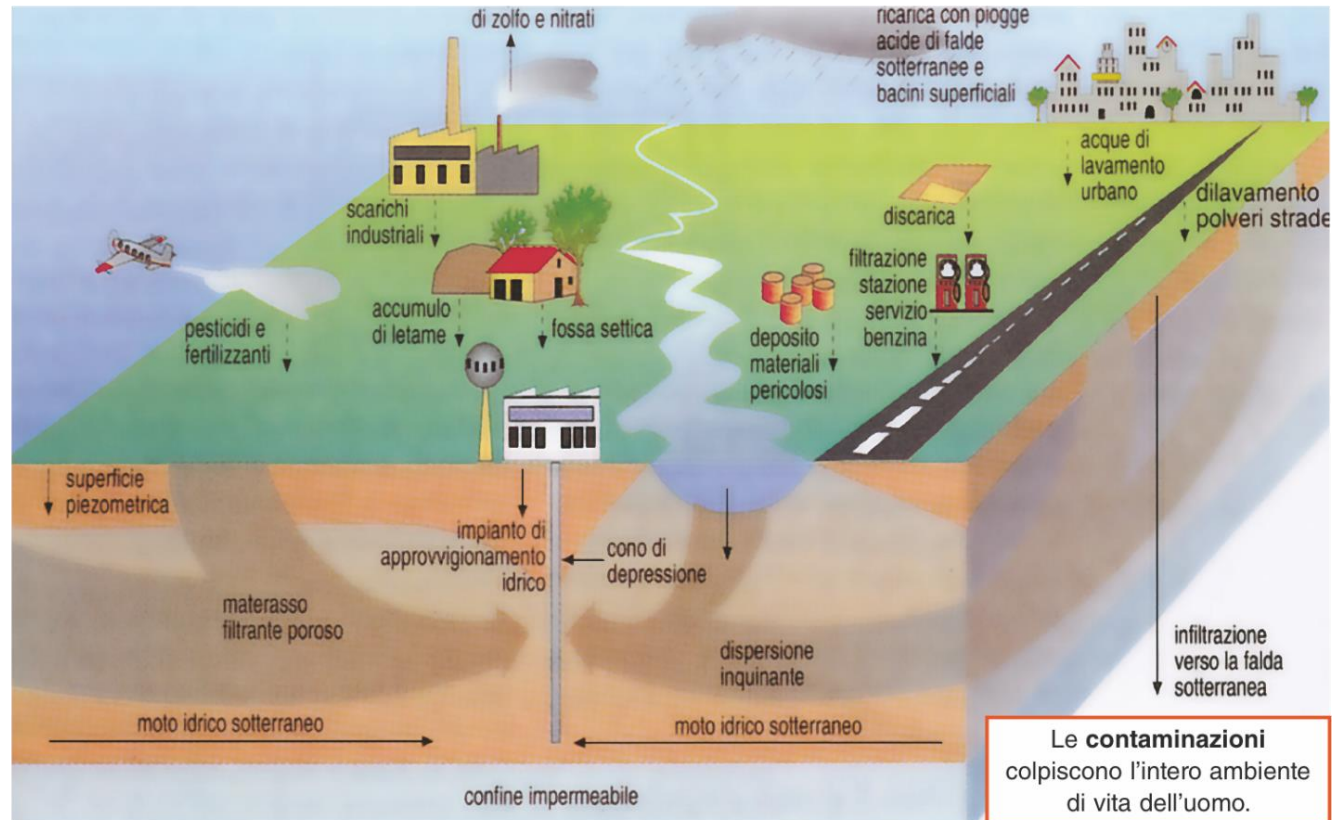 di zolfo e nitrati
ricarica con piogge
acide di falde
sotterranee e
bacini superficiali
acque di
lavamento
urbano
scarichi
industriali
discarica
dilavamento
polveri strade
filtrazione
stazione
servizio
benzina
accumulo
di letame
fossa settica
pesticidi e
fertilizzanti
deposito
materiali
pericolosi
superficie
piezometrica
impianto di
approvvigionamento
idrico
cono di
depressione
materasso
filtrante poroso
dispersione
inquinante
infiltrazione
verso la falda
sotterranea
moto idrico sotterraneo
moto idrico sotterraneo
confine impermeabile
Le contaminazioni
colpiscono l'intero ambiente
di vita dell'uomo.